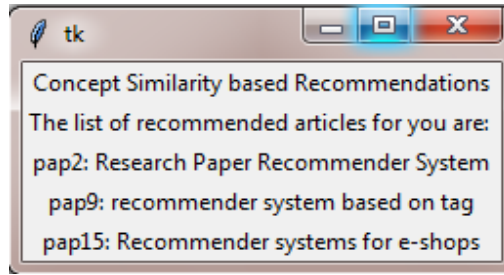 tk
Concept Similarity based Recommendations
The list of recommended articles for you are:
pap2: Research Paper Recommender System
pap9: recommender system based on tag
pap15: Recommender systems for e-shops